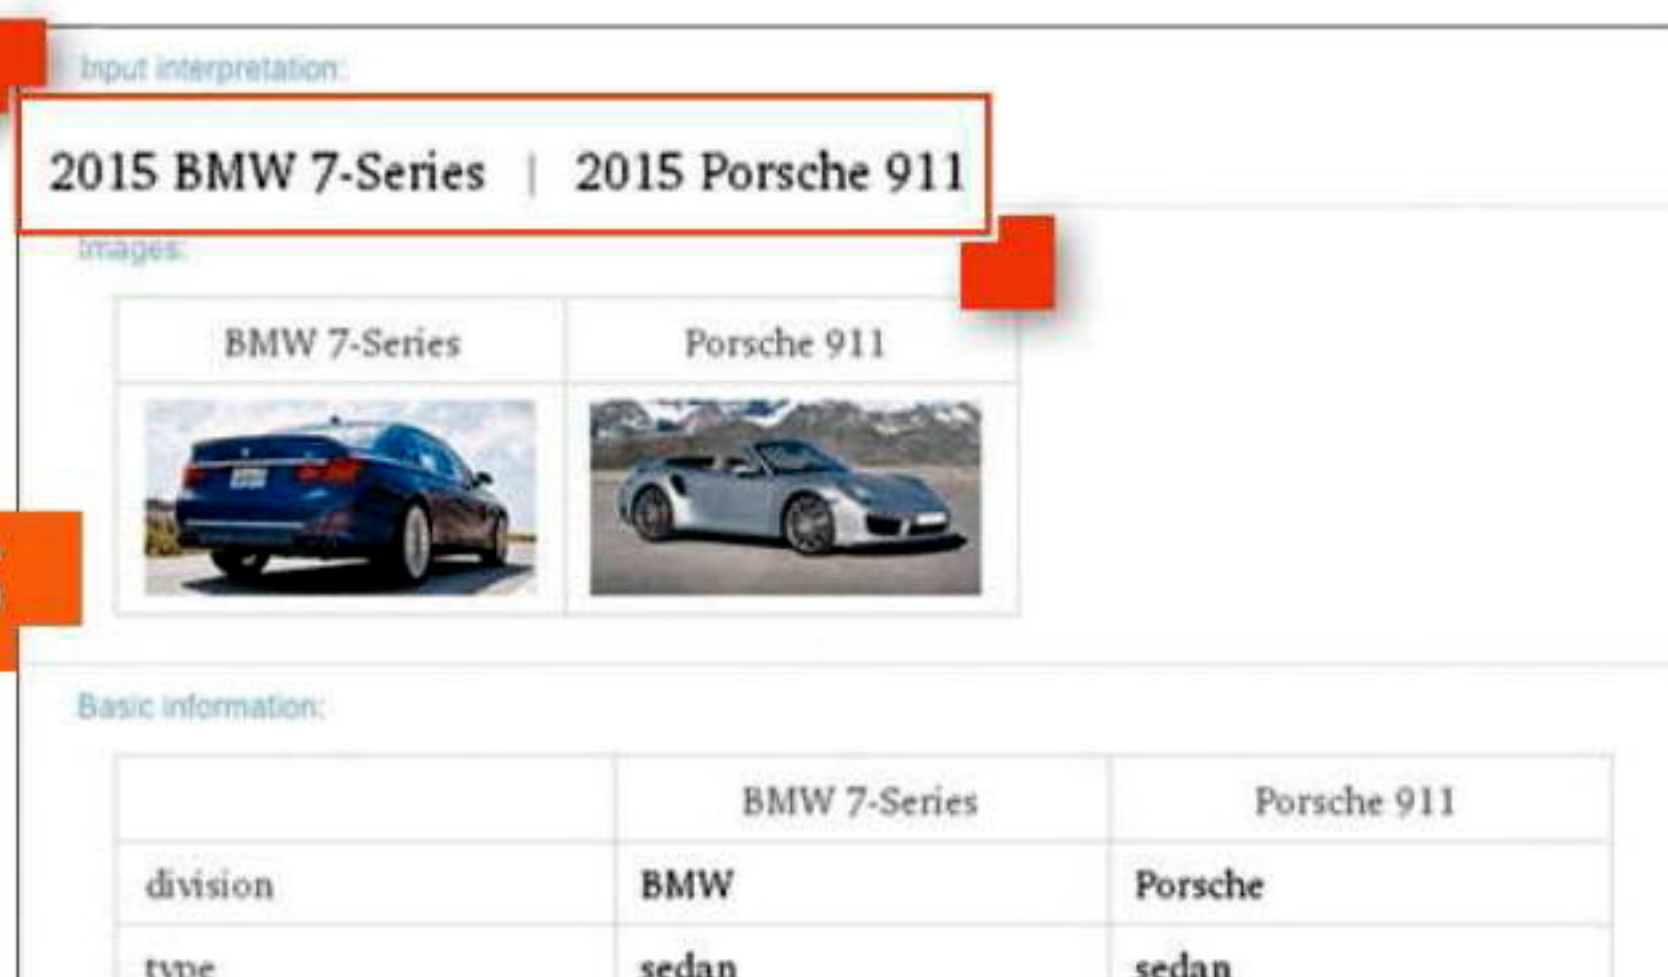 Input interpretation:
2015 BMW 7-Series | 2015 Porsche 911
Images:
BMW 7-Series Porsche 911
Basic information:
BMW 7-Series Porsche 911
division BMW Porsche
type sedan sedan